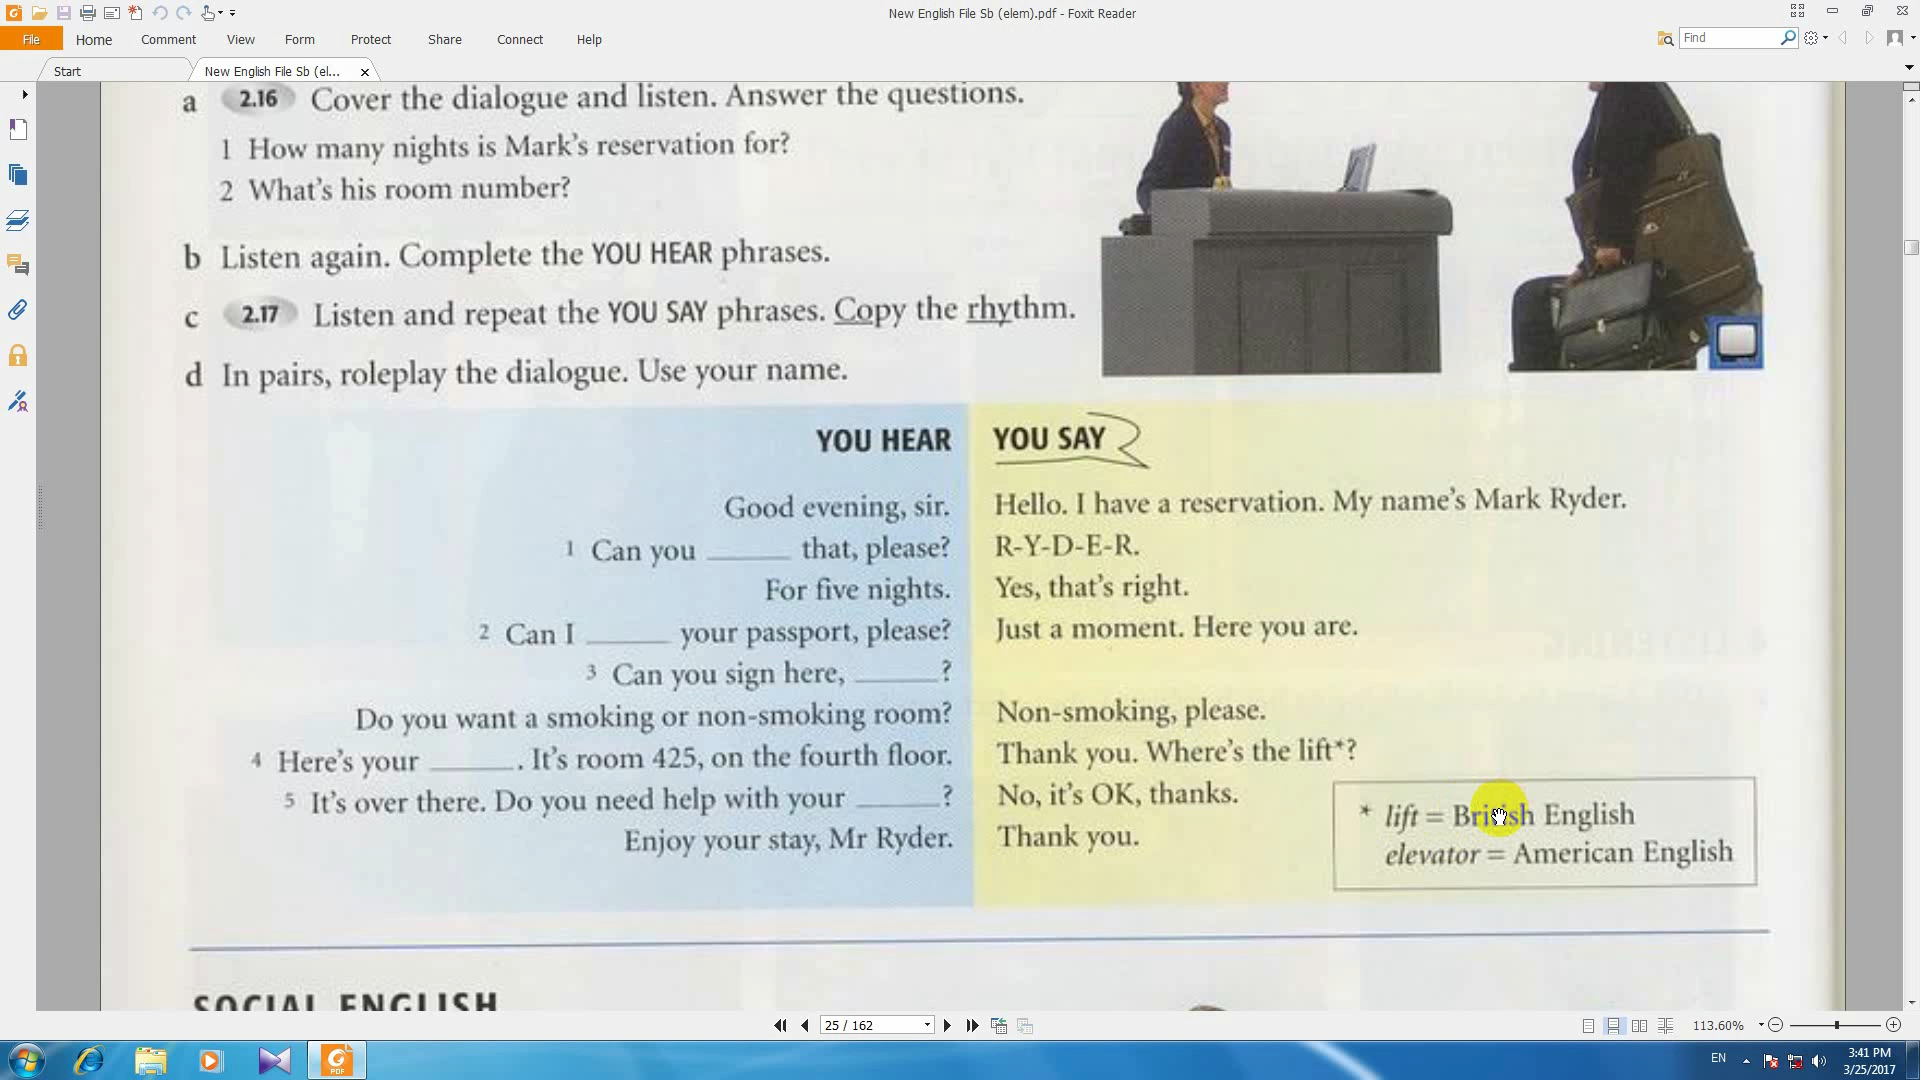 New English File Sb (elem).pdf - Foxit Reader
File Home Comment View Form Protect Share Connect Help
Find
Start New English File Sb (el...
a 2.16 Cover the dialogue and listen. Answer the questions.
1 How many nights is Mark's reservation for?
2 What's his room number?
b Listen again. Complete the YOU HEAR phrases.
c 2.17 Listen and repeat the YOU SAY phrases. Copy the rhythm.
d In pairs, roleplay the dialogue. Use your name.
YOU HEAR
Good evening, sir.
1 Can you ______ that, please?
For five nights.
2 Can I ______ your passport, please?
3 Can you sign here, ______?
Do you want a smoking or non-smoking room?
4 Here's your ______. It's room 425, on the fourth floor.
5 It's over there. Do you need help with your ______?
Enjoy your stay, Mr Ryder.
YOU SAY
Hello. I have a reservation. My name's Mark Ryder.
R-Y-D-E-R.
Yes, that's right.
Just a moment. Here you are.
Non-smoking, please.
Thank you. Where's the lift*?
No, it's OK, thanks.
Thank you.
* lift = British English
elevator = American English
SOCIAL ENGLISH
25 / 162
113.60%
EN
3:41 PM
3/25/2017